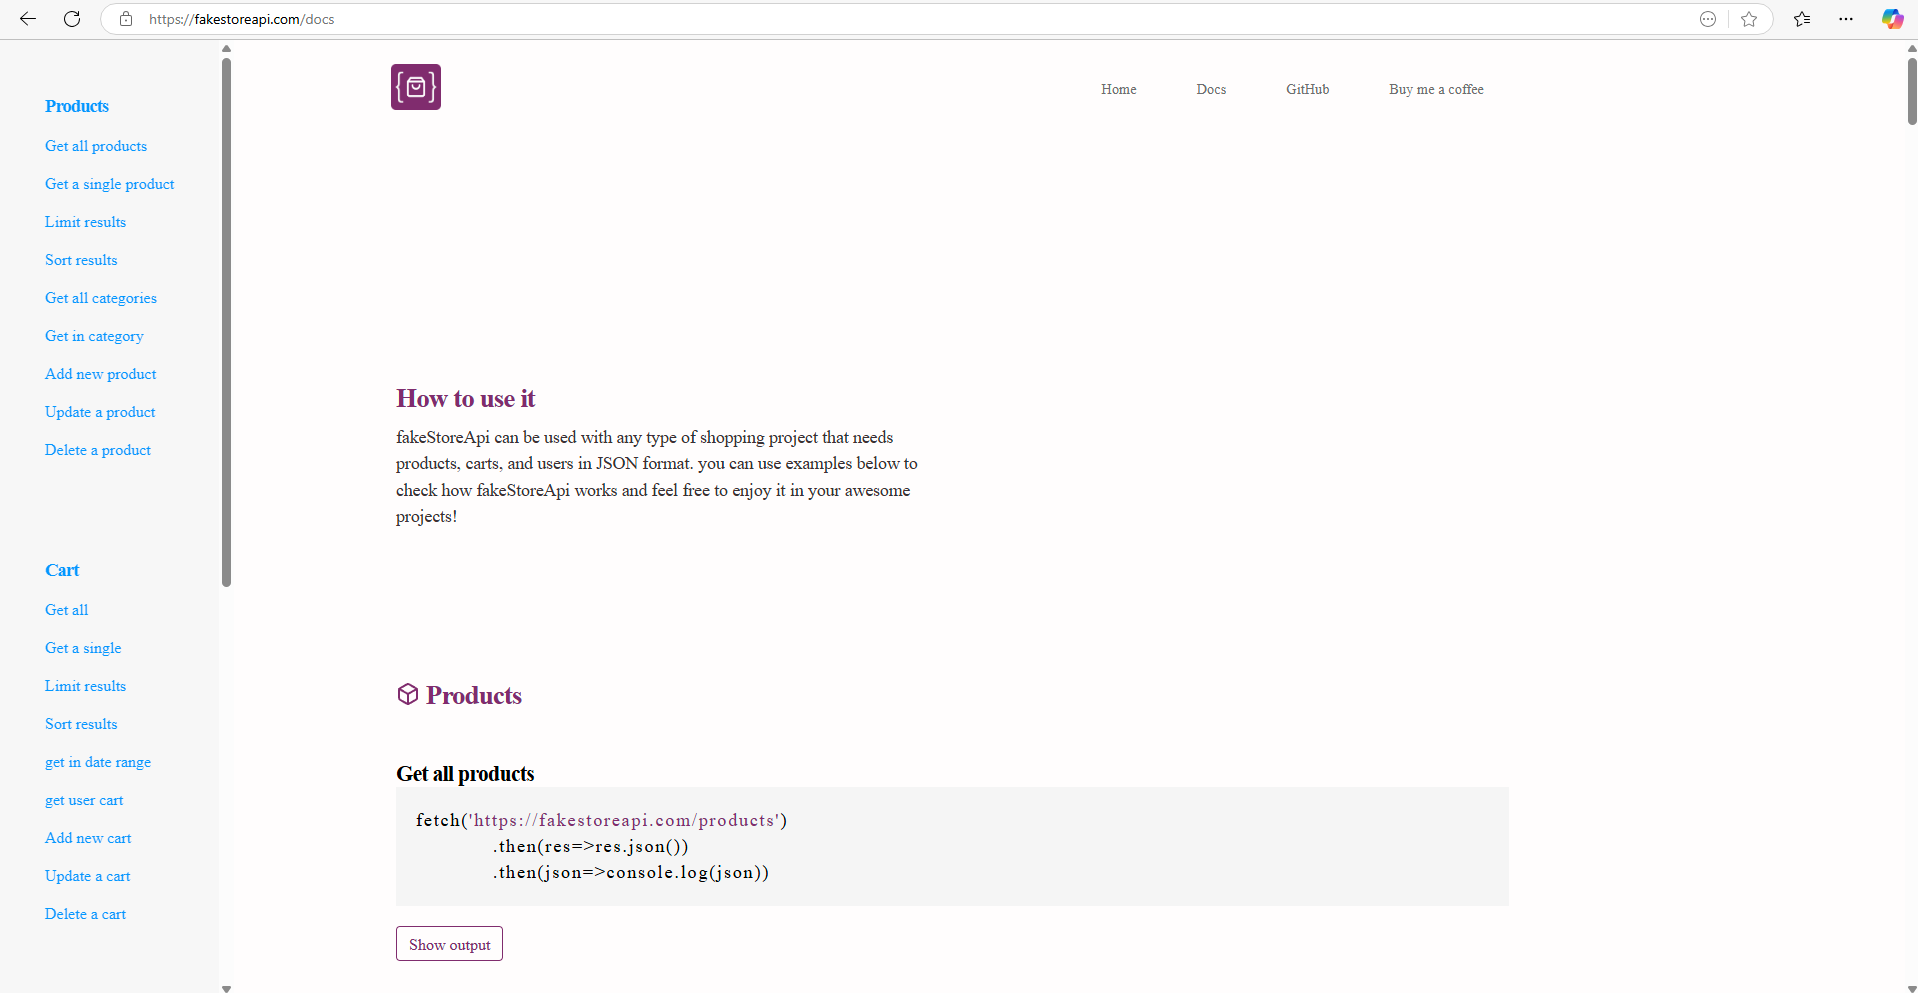 https://fakestoreapi.com/docs
Products
Get all products
Get a single product
Limit results
Sort results
Get all categories
Get in category
Add new product
Update a product
Delete a product
Cart
Get all
Get a single
Limit results
Sort results
get in date range
get user cart
Add new cart
Update a cart
Delete a cart
Home Docs GitHub Buy me a coffee
How to use it
fakeStoreApi can be used with any type of shopping project that needs
products, carts, and users in JSON format. you can use examples below to
check how fakeStoreApi works and feel free to enjoy it in your awesome
projects!
Products
Get all products
fetch('https://fakestoreapi.com/products')
.then(res=>res.json())
.then(json=>console.log(json))
Show output